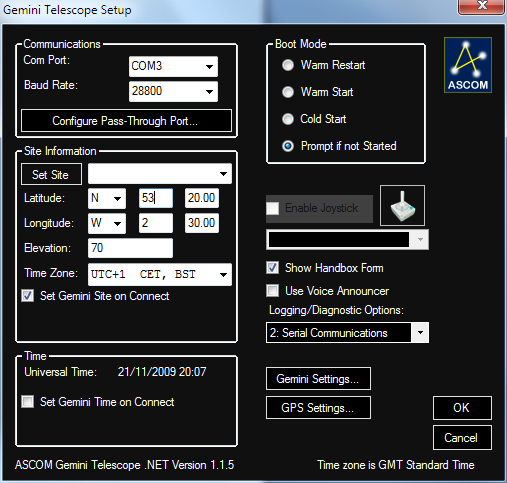 Gemini Telescope Setup
Communications
Com Port:
COM3
Baud Rate:
28800
Configure Pass-Through Port...
Site Information
Set Site
Latitude: N 53 20.00
Longitude: W 2 30.00
Elevation: 70
Time Zone: UTC+1 CET, BST
Set Gemini Site on Connect
Time
Universal Time: 21/11/2009 20:07
Set Gemini Time on Connect
ASCOM Gemini Telescope .NET Version 1.1.5
Boot Mode
Warm Restart
Warm Start
Cold Start
Prompt if not Started
ASCOM
Enable Joystick
Show Handbox Form
Use Voice Announcer
Logging/Diagnostic Options:
2: Serial Communications
Gemini Settings...
GPS Settings...
OK
Cancel
Time zone is GMT Standard Time